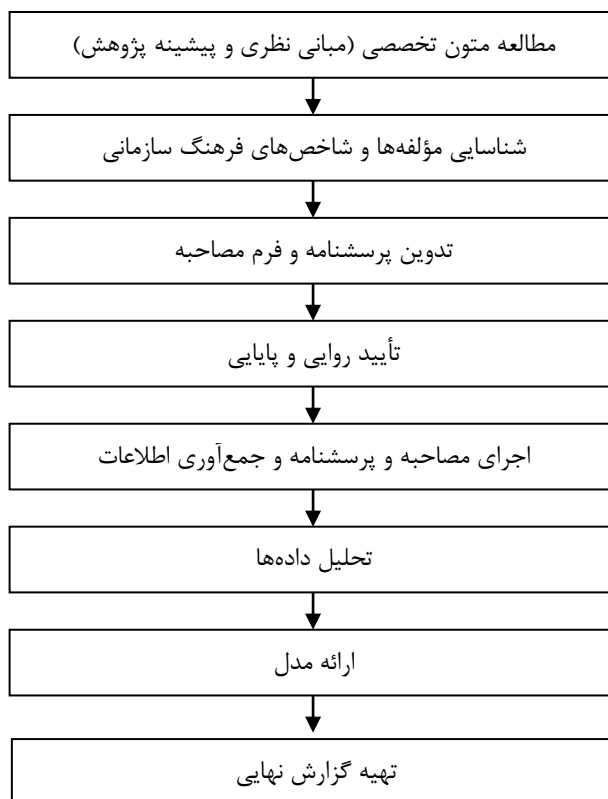 مطالعه متون تخصصی (مبانی نظری و پیشینه پژوهش)
شناسایی مؤلفه‌ها و شاخص‌های فرهنگ سازمانی
تدوین پرسشنامه و فرم مصاحبه
تأیید روایی و پایایی
اجرای مصاحبه و پرسشنامه و جمع‌آوری اطلاعات
تحلیل داده‌ها
ارائه مدل
تهیه گزارش نهایی